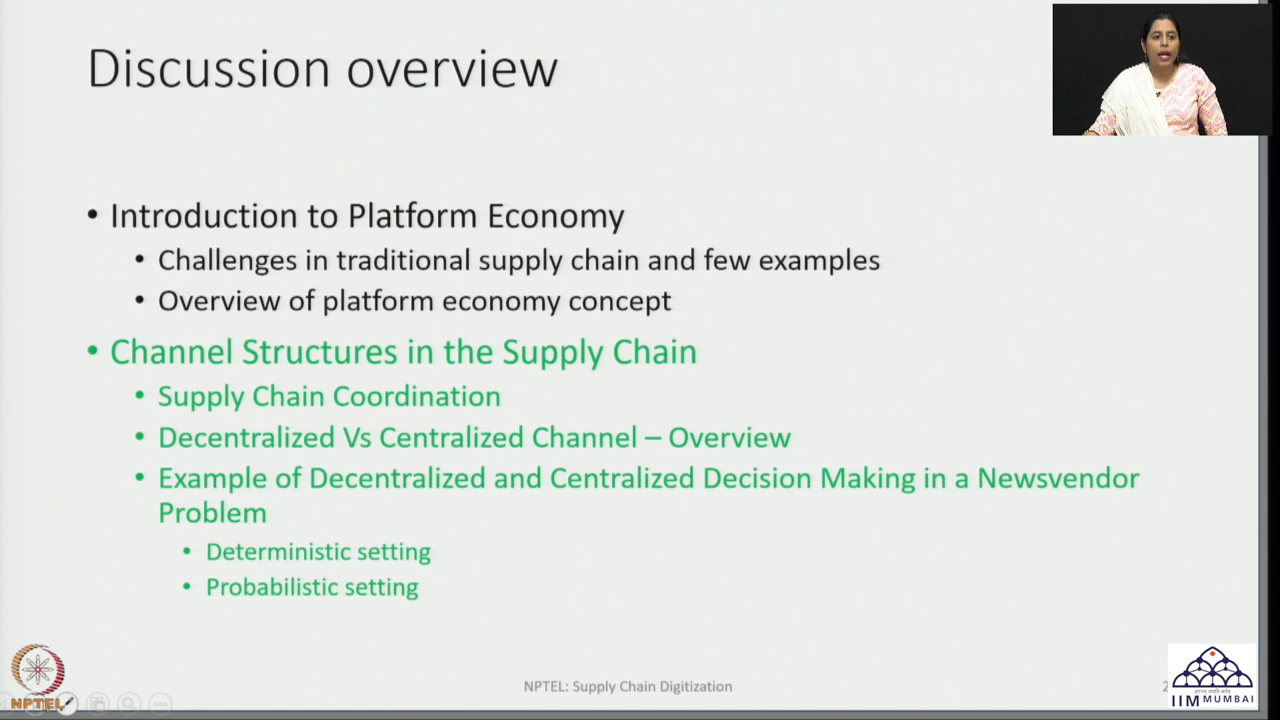 Discussion overview
• Introduction to Platform Economy
• Challenges in traditional supply chain and few examples
• Overview of platform economy concept
• Channel Structures in the Supply Chain
• Supply Chain Coordination
• Decentralized Vs Centralized Channel – Overview
• Example of Decentralized and Centralized Decision Making in a Newsvendor
Problem
• Deterministic setting
• Probabilistic setting
NPTEL
NPTEL: Supply Chain Digitization
2
IIM MUMBAI